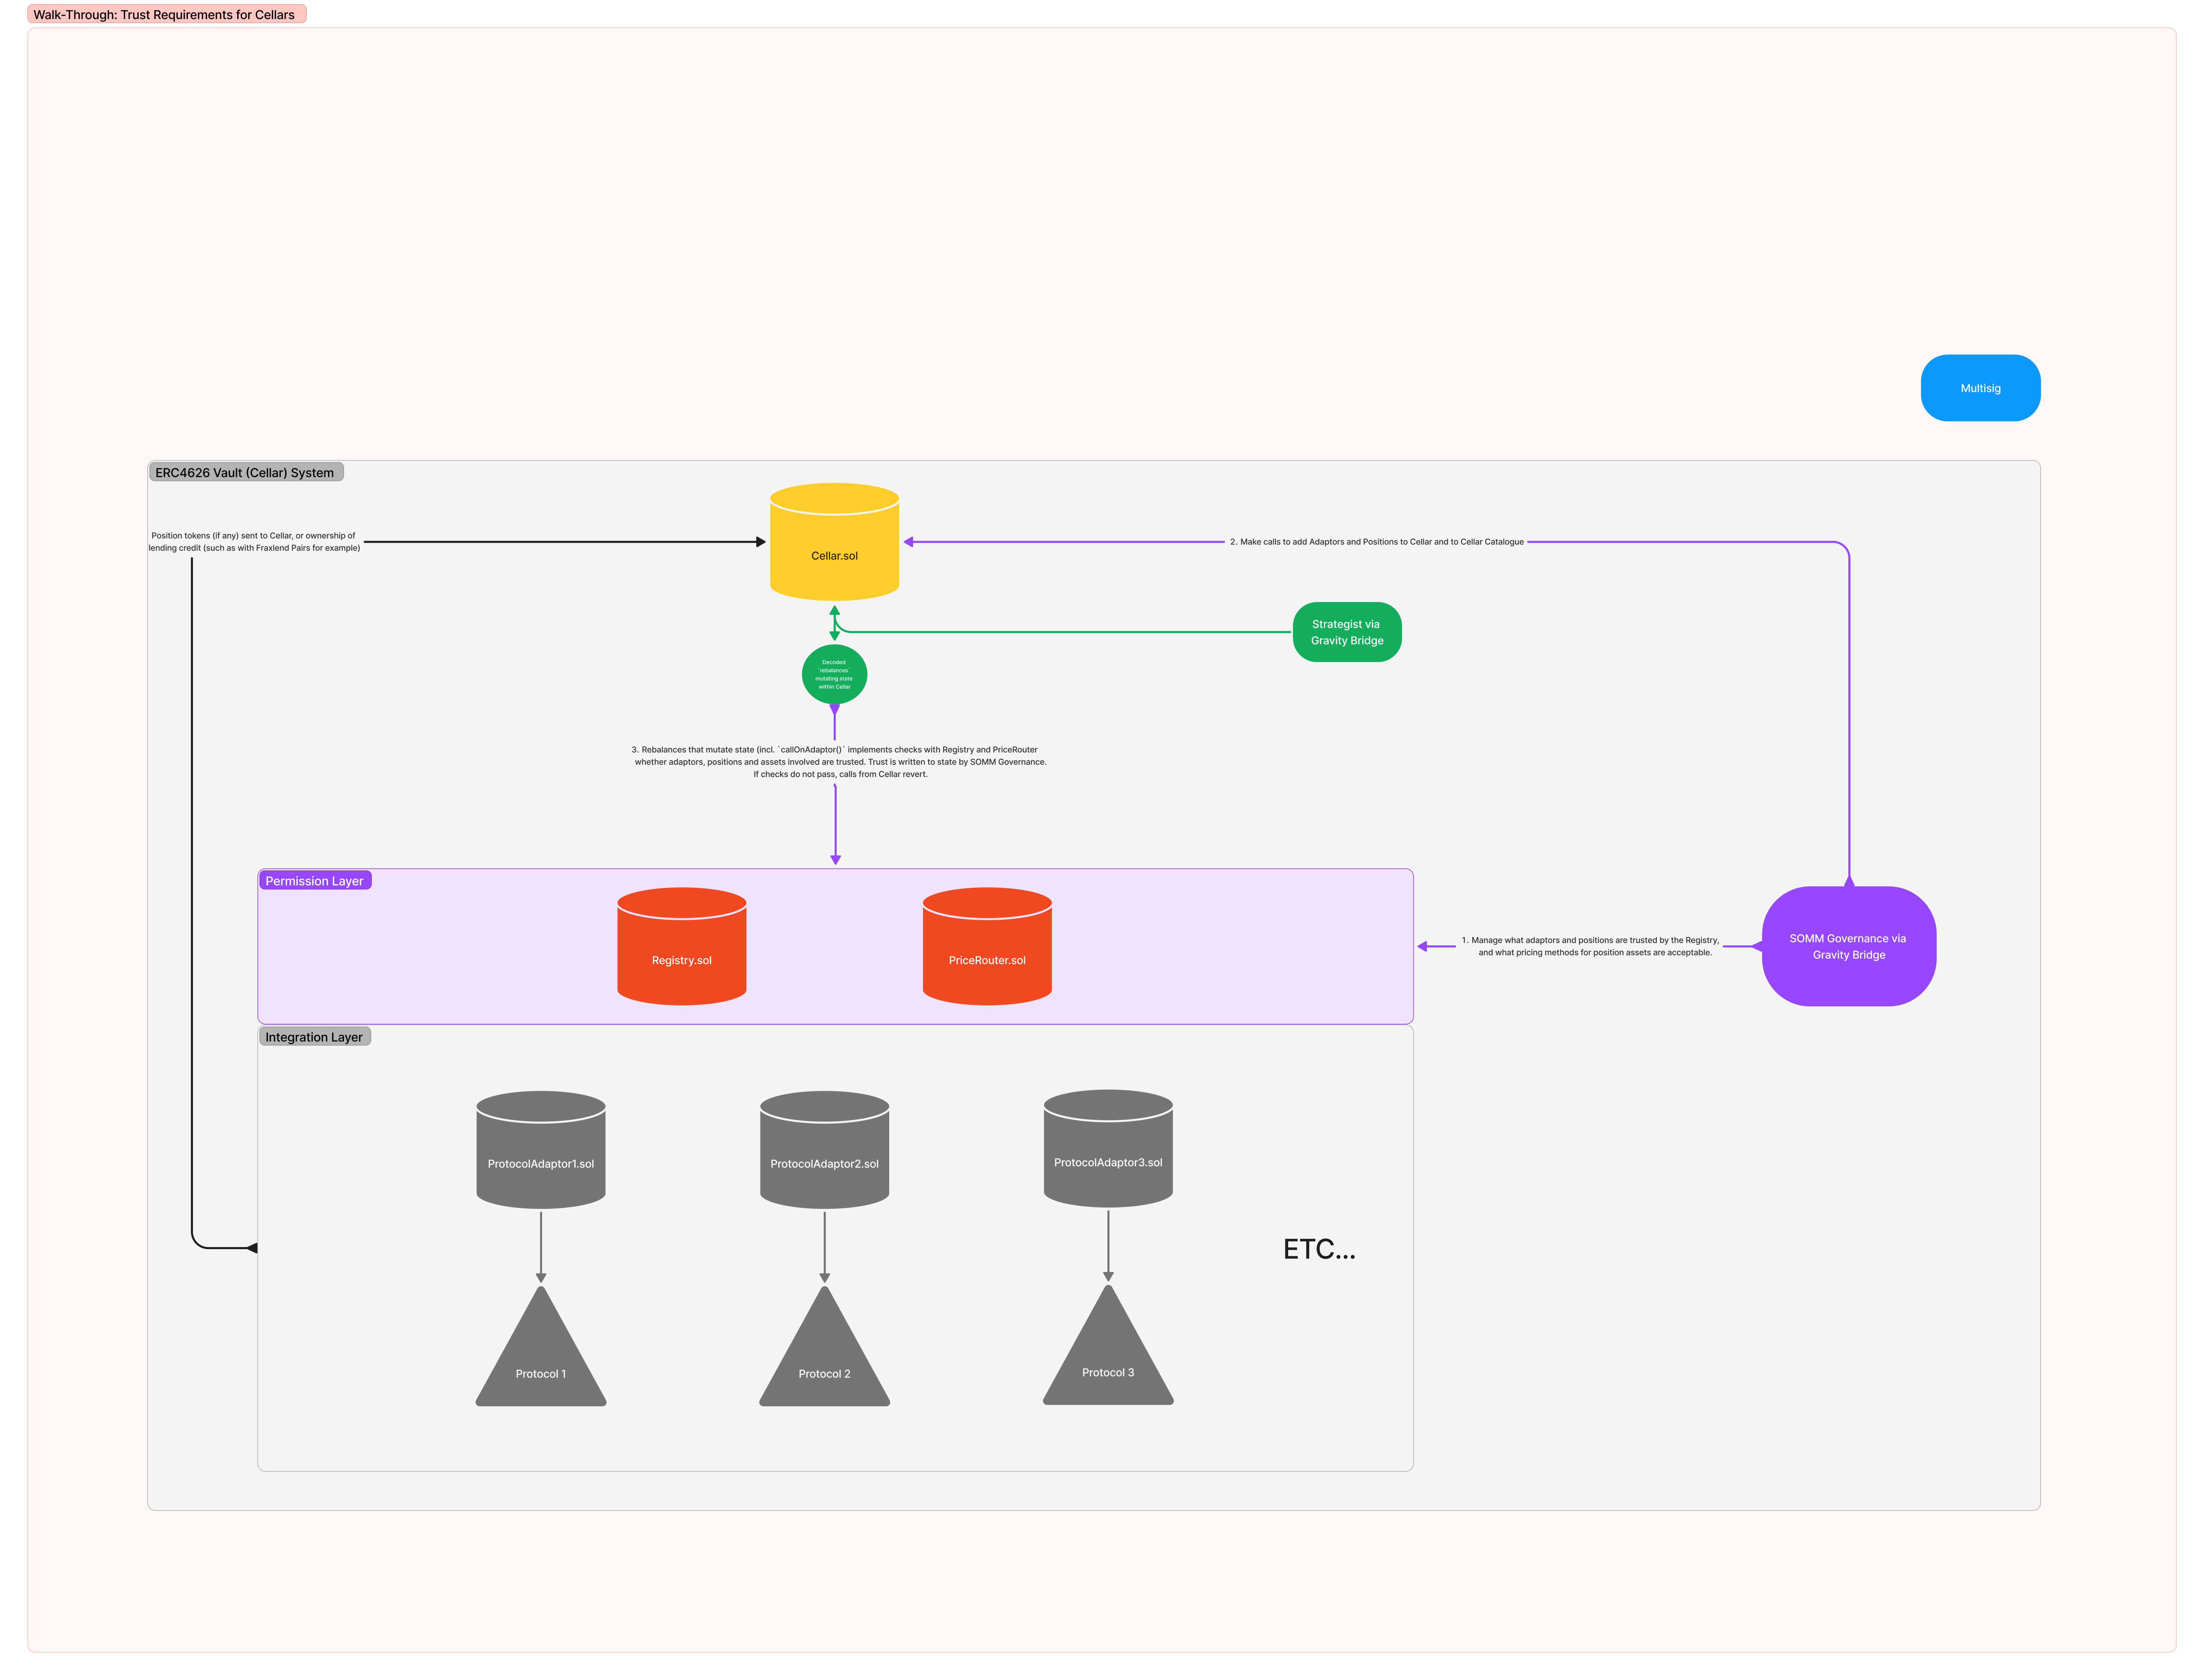 Walk-Through: Trust Requirements for Cellars
Multisig
ERC4626 Vault (Cellar) System
Position tokens (if any) sent to Cellar, or ownership of
lending credit (such as with Fraxlend Pairs for example)
Cellar.sol
2. Make calls to add Adaptors and Positions to Cellar and to Cellar Catalogue
Strategist via
Gravity Bridge
Decoded
`rebalances`
mutating state
within Cellar
3. Rebalances that mutate state (incl. `callOnAdaptor()` implements checks with Registry and PriceRouter
whether adaptors, positions and assets involved are trusted. Trust is written to state by SOMM Governance.
If checks do not pass, calls from Cellar revert.
Permission Layer
Registry.sol
PriceRouter.sol
1. Manage what adaptors and positions are trusted by the Registry,
and what pricing methods for position assets are acceptable.
SOMM Governance via
Gravity Bridge
Integration Layer
ProtocolAdaptor1.sol
ProtocolAdaptor2.sol
ProtocolAdaptor3.sol
ETC...
Protocol 1
Protocol 2
Protocol 3